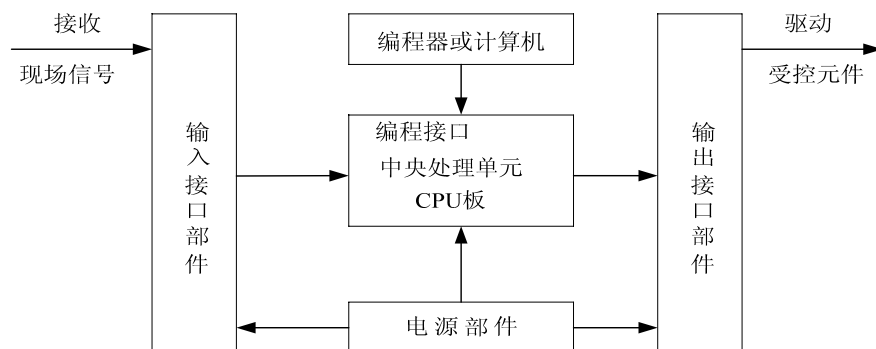 接收
现场信号
输入接口部件
编程器或计算机
编程接口
中央处理单元
CPU板
电源部件
输出接口部件
驱动
受控元件